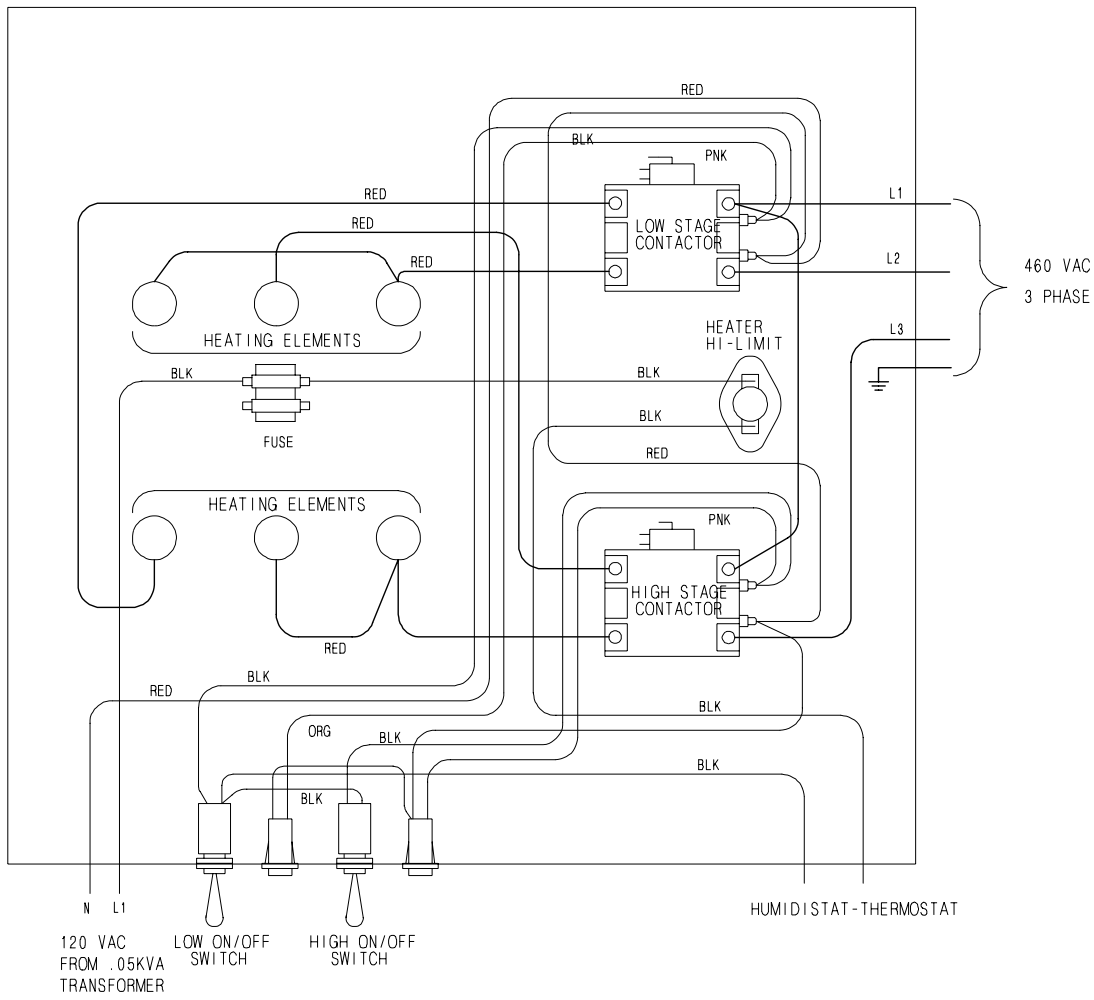 RED
BLK
PNK
RED
L1
RED
LOW STAGE
CONTACTOR
RED
L2
460 VAC
3 PHASE
HEATER
HI-LIMIT
L3
HEATING ELEMENTS
BLK
BLK
BLK
FUSE
RED
HEATING ELEMENTS
PNK
HIGH STAGE
CONTACTOR
RED
BLK
RED
BLK
ORG
BLK
BLK
BLK
N
L1
HUMIDISTAT-THERMOSTAT
120 VAC
FROM .05KVA
TRANSFORMER
LOW ON/OFF
SWITCH
HIGH ON/OFF
SWITCH